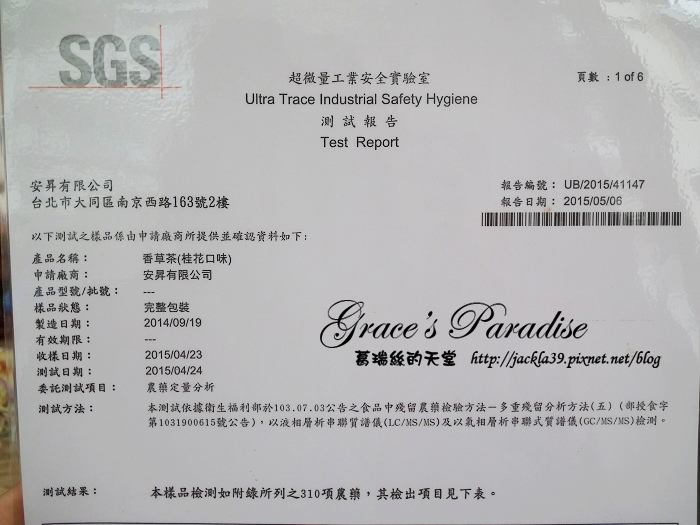 SGS
超微量工業安全實驗室
頁數 : 1 of 6
Ultra Trace Industrial Safety Hygiene
測 試 報 告
Test Report
安昇有限公司
台北市大同區南京西路163號2樓
報告編號： UB/2015/41147
報告日期： 2015/05/06
以下測試之樣品係由申請廠商所提供並確認資料如下:
產品名稱： 香草茶(桂花口味)
申請廠商： 安昇有限公司
產品型號/批號： ---
樣品狀態： 完整包裝
製造日期： 2014/09/19
有效期限： ---
收樣日期： 2015/04/23
測試日期： 2015/04/24
委託測試項目： 農藥定量分析
Grace's Paradise
葛瑞絲的天堂 http://jackla39.pixnet.net/blog
測試方法： 本測試依據衛生福利部於103.07.03公告之食品中殘留農藥檢驗方法－多重殘留分析方法(五) (部授食字
第1031900615號公告)，以液相層析串聯質譜儀(LC/MS/MS)及以氣相層析串聯式質譜儀(GC/MS/MS)檢測。
測試結果： 本樣品檢測如附錄所列之310項農藥，其檢出項目見下表。